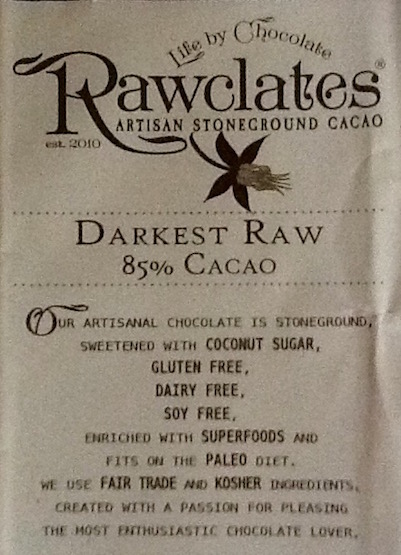 Life by Chocolate
Rawclates®
ARTISAN STONEGROUND CACAO
est. 2010
DARKEST RAW
85% CACAO
OUR ARTISANAL CHOCOLATE IS STONEGROUND,
SWEETENED WITH COCONUT SUGAR,
GLUTEN FREE,
DAIRY FREE,
SOY FREE,
ENRICHED WITH SUPERFOODS AND
FITS ON THE PALEO DIET.
WE USE FAIR TRADE AND KOSHER INGREDIENTS,
CREATED WITH A PASSION FOR PLEASING
THE MOST ENTHUSIASTIC CHOCOLATE LOVER.